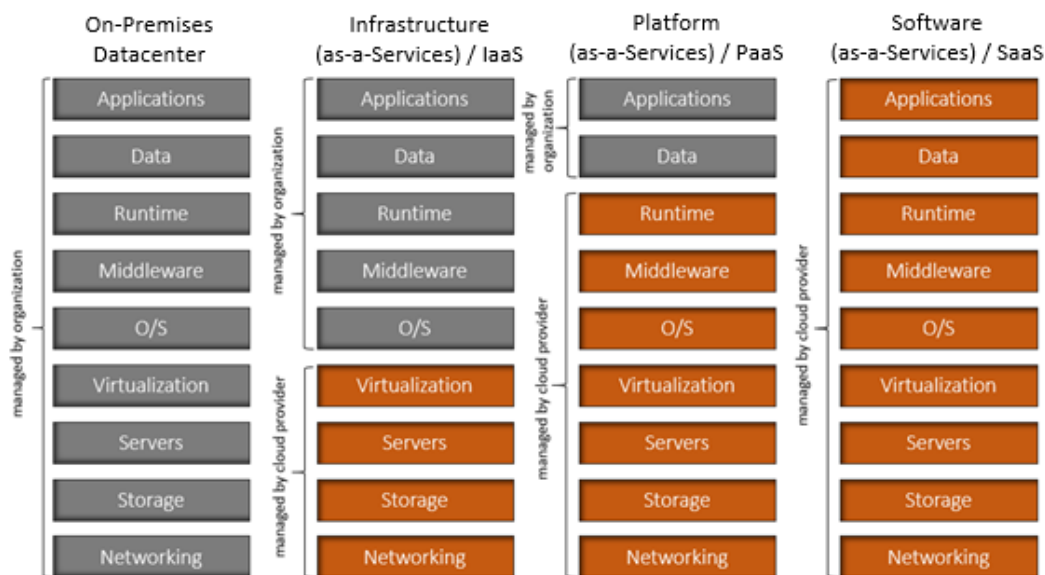 On-Premises
Datacenter
managed by organization
Applications
Data
Runtime
Middleware
O/S
Virtualization
Servers
Storage
Networking
Infrastructure
(as-a-Services) / IaaS
managed by organization
managed by cloud provider
Applications
Data
Runtime
Middleware
O/S
Virtualization
Servers
Storage
Networking
Platform
(as-a-Services) / PaaS
managed by
organization
managed by cloud provider
Applications
Data
Runtime
Middleware
O/S
Virtualization
Servers
Storage
Networking
Software
(as-a-Services) / SaaS
managed by cloud provider
Applications
Data
Runtime
Middleware
O/S
Virtualization
Servers
Storage
Networking